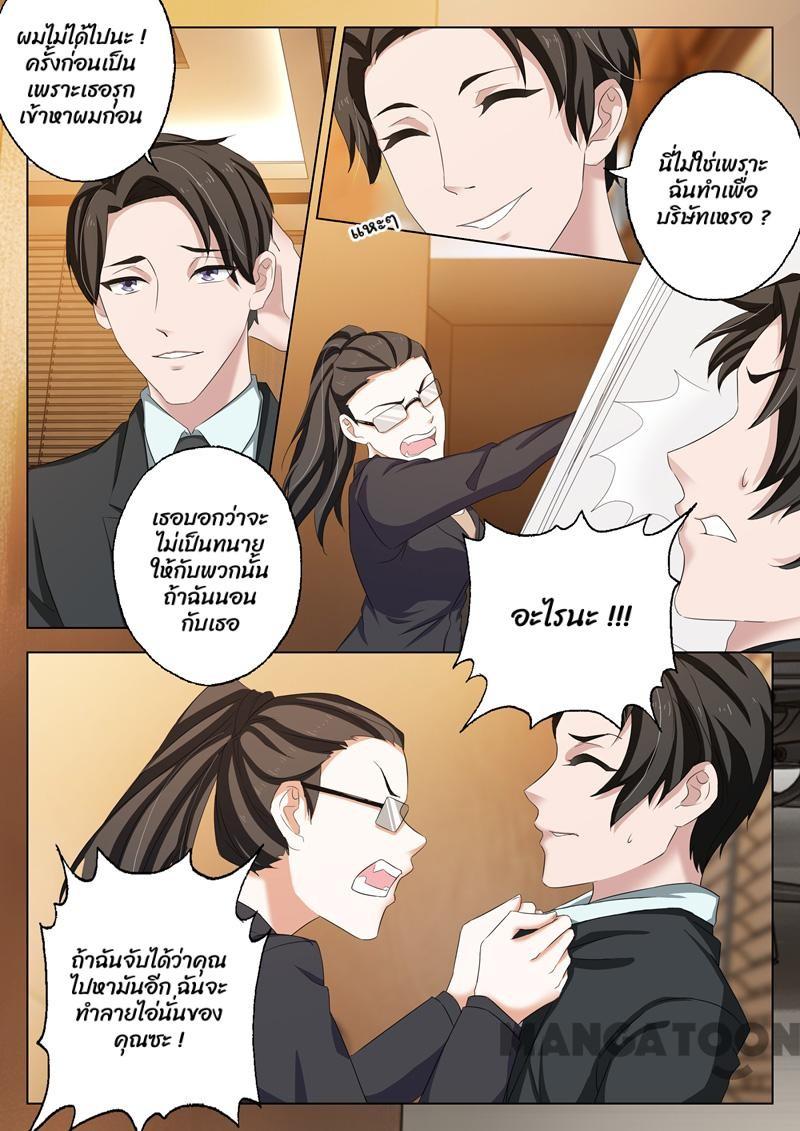 ผมไม่ได้ไปนะ !
ครั้งก่อนเป็น
เพราะเธอรุก
เข้าหาผมก่อน
แหะๆ
นี่ไม่ใช่เพราะ
ฉันทำเพื่อ
บริษัทเหรอ ?
เธอบอกว่าจะ
ไม่เป็นทนาย
ให้กับพวกนั้น
ถ้าฉันนอน
กับเธอ
อะไรนะ !!!
ถ้าฉันจับได้ว่าคุณ
ไปหามันอีก ฉันจะ
ทำลายไอ่นั่นของ
คุณซะ !
MANGATOON